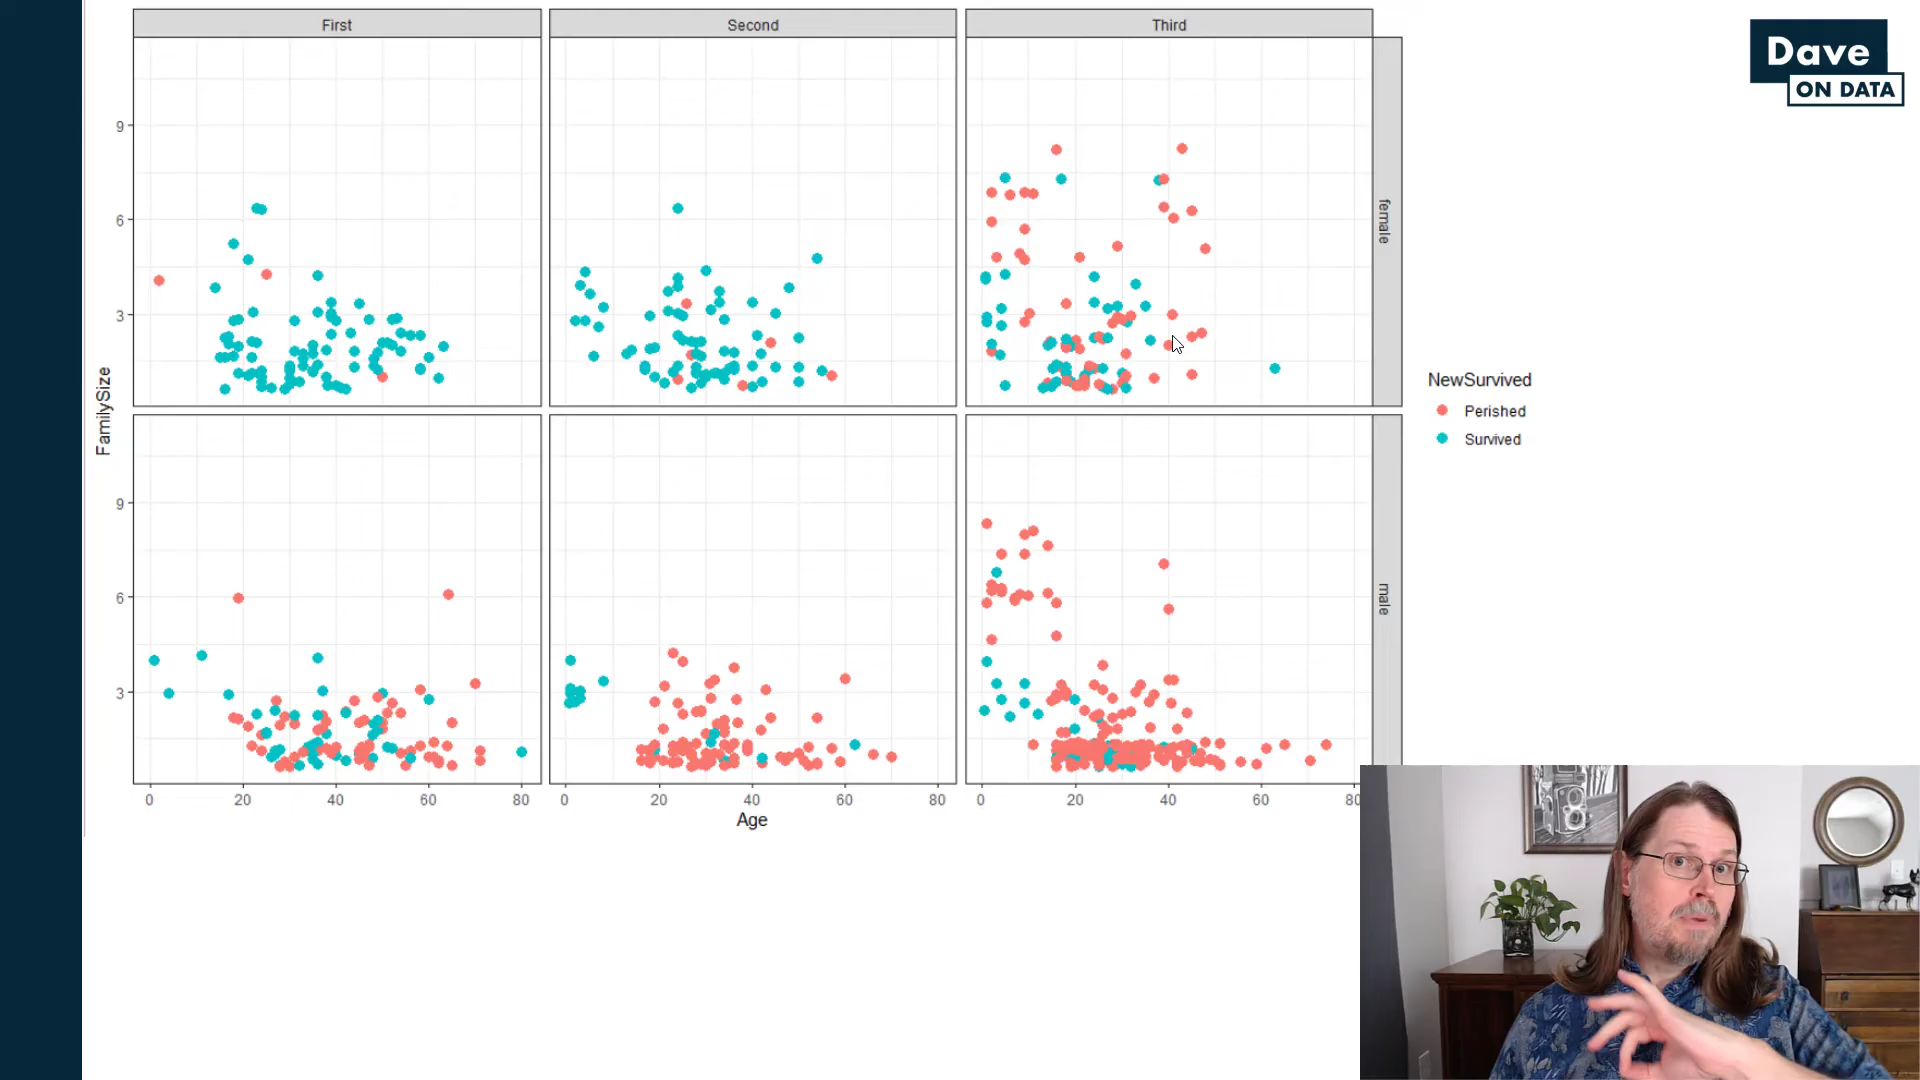 First Second Third
Dave
ON DATA
9
6
3
female
FamilySize
NewSurvived
Perished
Survived
9
6
3
male
0 20 40 60 80 0 20 40 60 80 0 20 40 60 80
Age